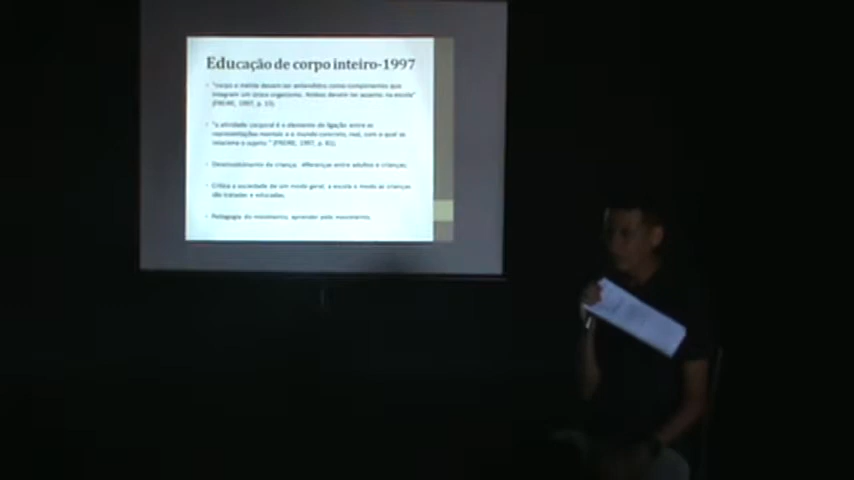 Educação de corpo inteiro-1997
• "corpo e mente devem ser entendidos como componentes que
integram um único organismo. Ambos devem ter assento na escola"
(FREIRE, 1997, p. 13).
• "a atividade corporal é o elemento de ligação entre as
representações mentais e o mundo concreto, real, com o qual se
relaciona o sujeito." (FREIRE, 1997, p. 81).
• Desenvolvimento da criança; diferenças entre adultos e crianças;
• Crítica a sociedade de um modo geral, a escola o modo as crianças
são tratadas e educadas.
• Pedagogia do movimento, aprender pelo movimento.